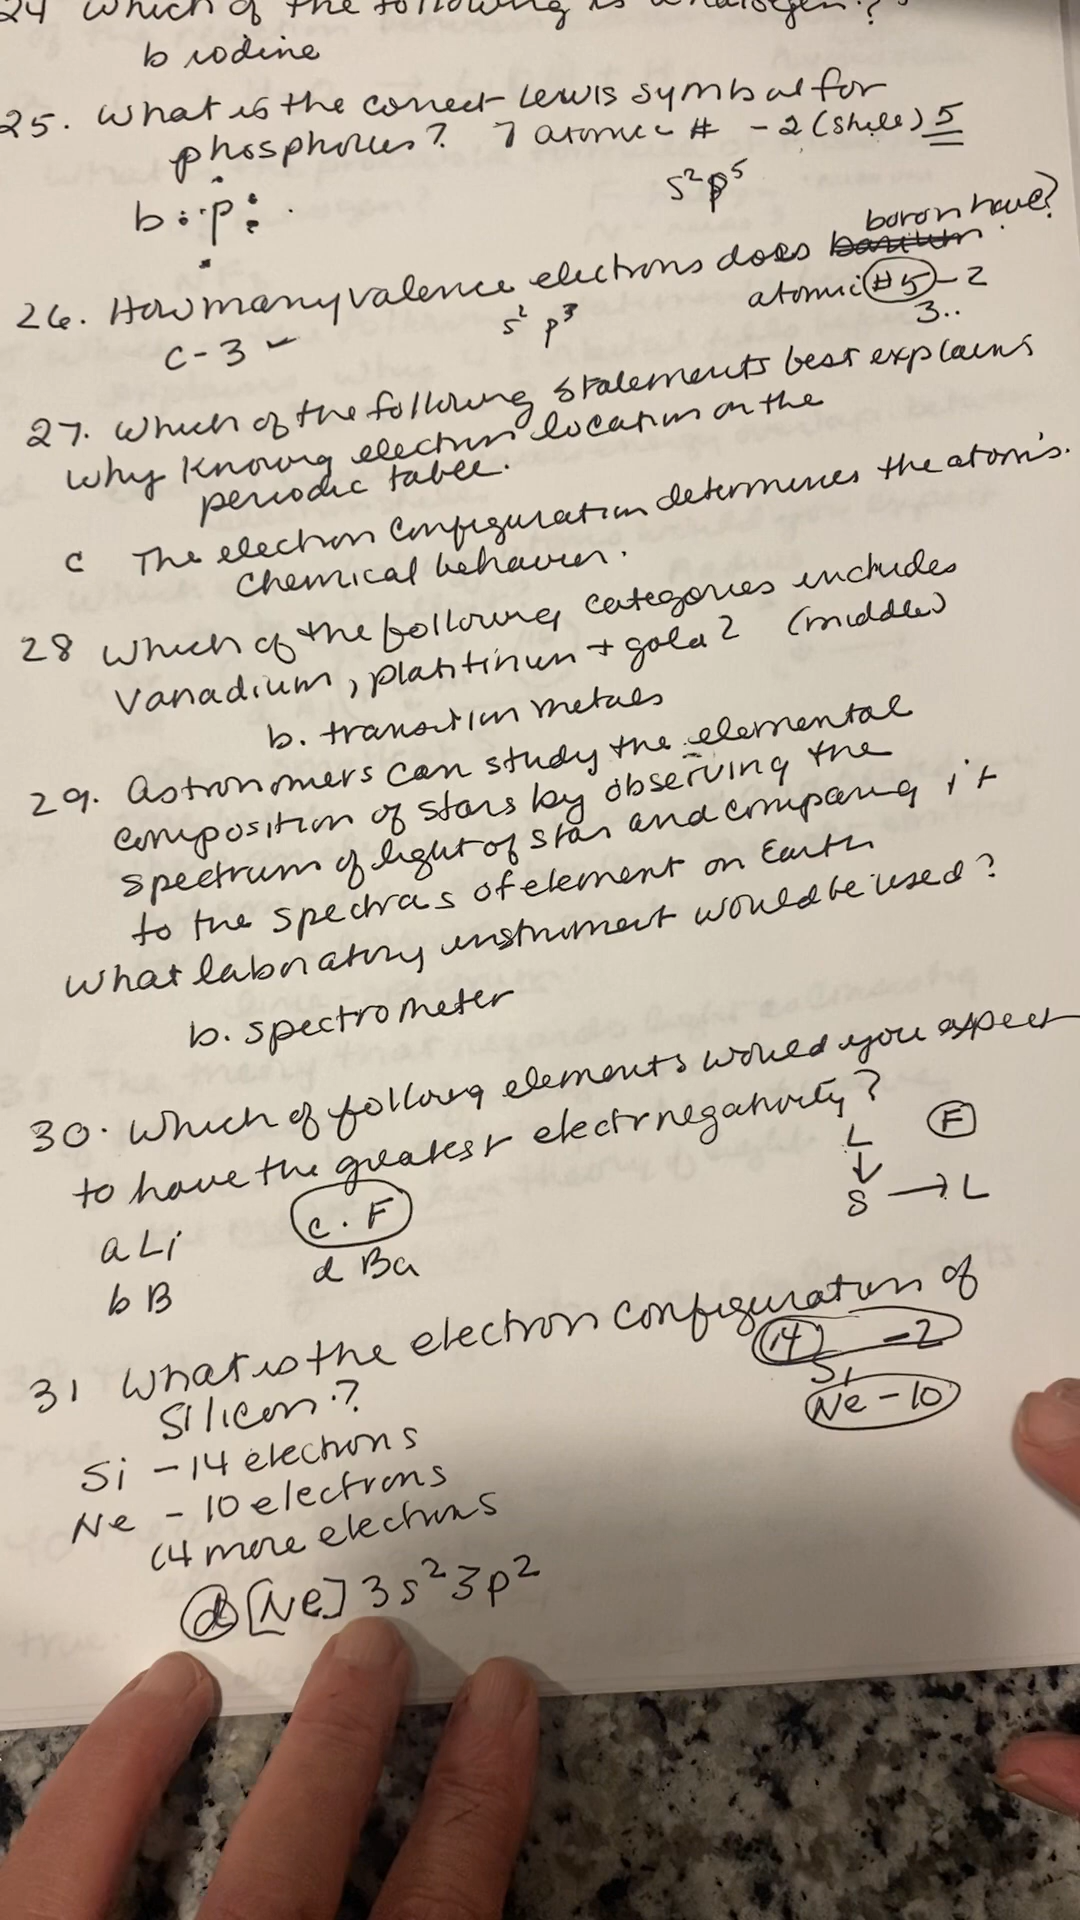 24 Which of the following is a halogen?
b iodine
25. What is the correct Lewis symbol for
phosphorus? 7 atomic # - 2 (shell) 5
s² p⁵
b :P:
26. How many valence electrons does barium boron have?
atomic #5 - 2
3..
s² p³
c - 3
27. Which of the following statements best explains
Why Knowing electron location on the
periodic table.
c The electron configuration determines the atom's.
Chemical behavior.
28 Which of the following categories includes
Vanadium, platitinum + gold? (middle)
b. transition metals
29. Astronomers can study the elemental
composition of stars by observing the
spectrum of light of star and comparing it
to the spectras of element on Earth
What laboratory instrument would be used?
b. spectrometer
30. Which of following elements would you expect
to have the greatest electrnegativity?
L F
S → L
a Li c. F
b B d Ba
31 What is the electron configuration of
Silicon.?
14 - 2
Si
Ne - 10
Si - 14 electrons
Ne - 10 electrons
(4 more electrons
d [Ne] 3s² 3p²